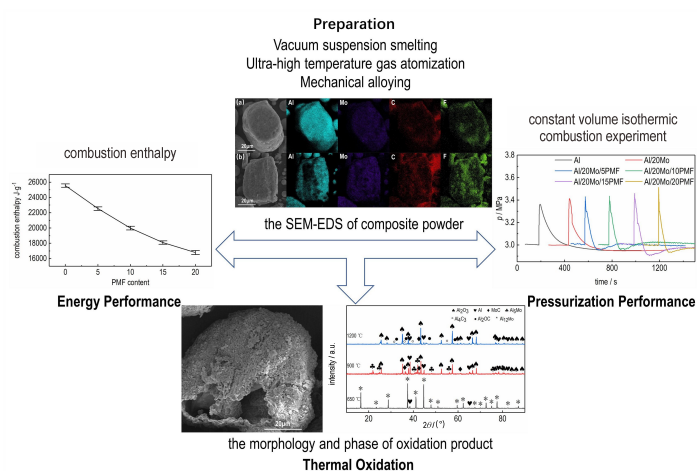 Preparation
Vacuum suspension smelting
Ultra-high temperature gas atomization
Mechanical alloying
(a)
Al
Mo
C
F
20μm
(b)
Al
Mo
C
F
20μm
the SEM-EDS of composite powder
combustion enthalpy
combustion enthalpy J·g⁻¹
26000
24000
22000
20000
18000
16000
0
5
10
15
20
PMF content
Energy Performance
constant volume isothermic
combustion experiment
Al
Al/20Mo
Al/20Mo/5PMF
Al/20Mo/10PMF
Al/20Mo/15PMF
Al/20Mo/20PMF
p / MPa
3.8
3.6
3.4
3.2
3.0
0
400
800
1200
time / s
Pressurization Performance
20μm
♠ Al₂O₃ ♥ Al ♦ MoC ♣ Al₅Mo
Al₄C₃ Al₂OC * Al₁₂Mo
intensity / a.u.
1200 ℃
900 ℃
650 ℃
20
40
60
80
2θ / (°)
the morphology and phase of oxidation product
Thermal Oxidation